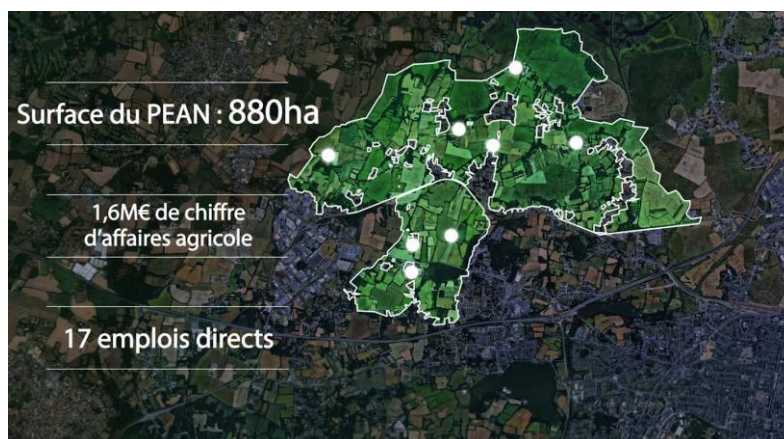 Surface du PEAN : 880ha
1,6M€ de chiffre
d'affaires agricole
17 emplois directs